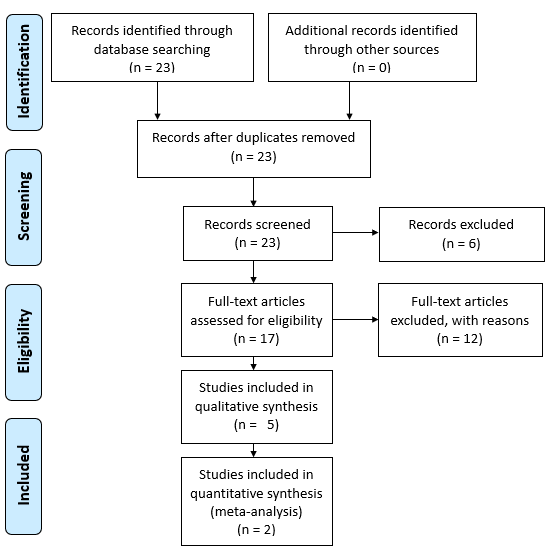 Identification
Records identified through
database searching
(n = 23)
Additional records identified
through other sources
(n = 0)
Records after duplicates removed
(n = 23)
Screening
Records screened
(n = 23)
Records excluded
(n = 6)
Eligibility
Full-text articles
assessed for eligibility
(n = 17)
Full-text articles
excluded, with reasons
(n = 12)
Studies included in
qualitative synthesis
(n =   5)
Included
Studies included in
quantitative synthesis
(meta-analysis)
(n = 2)